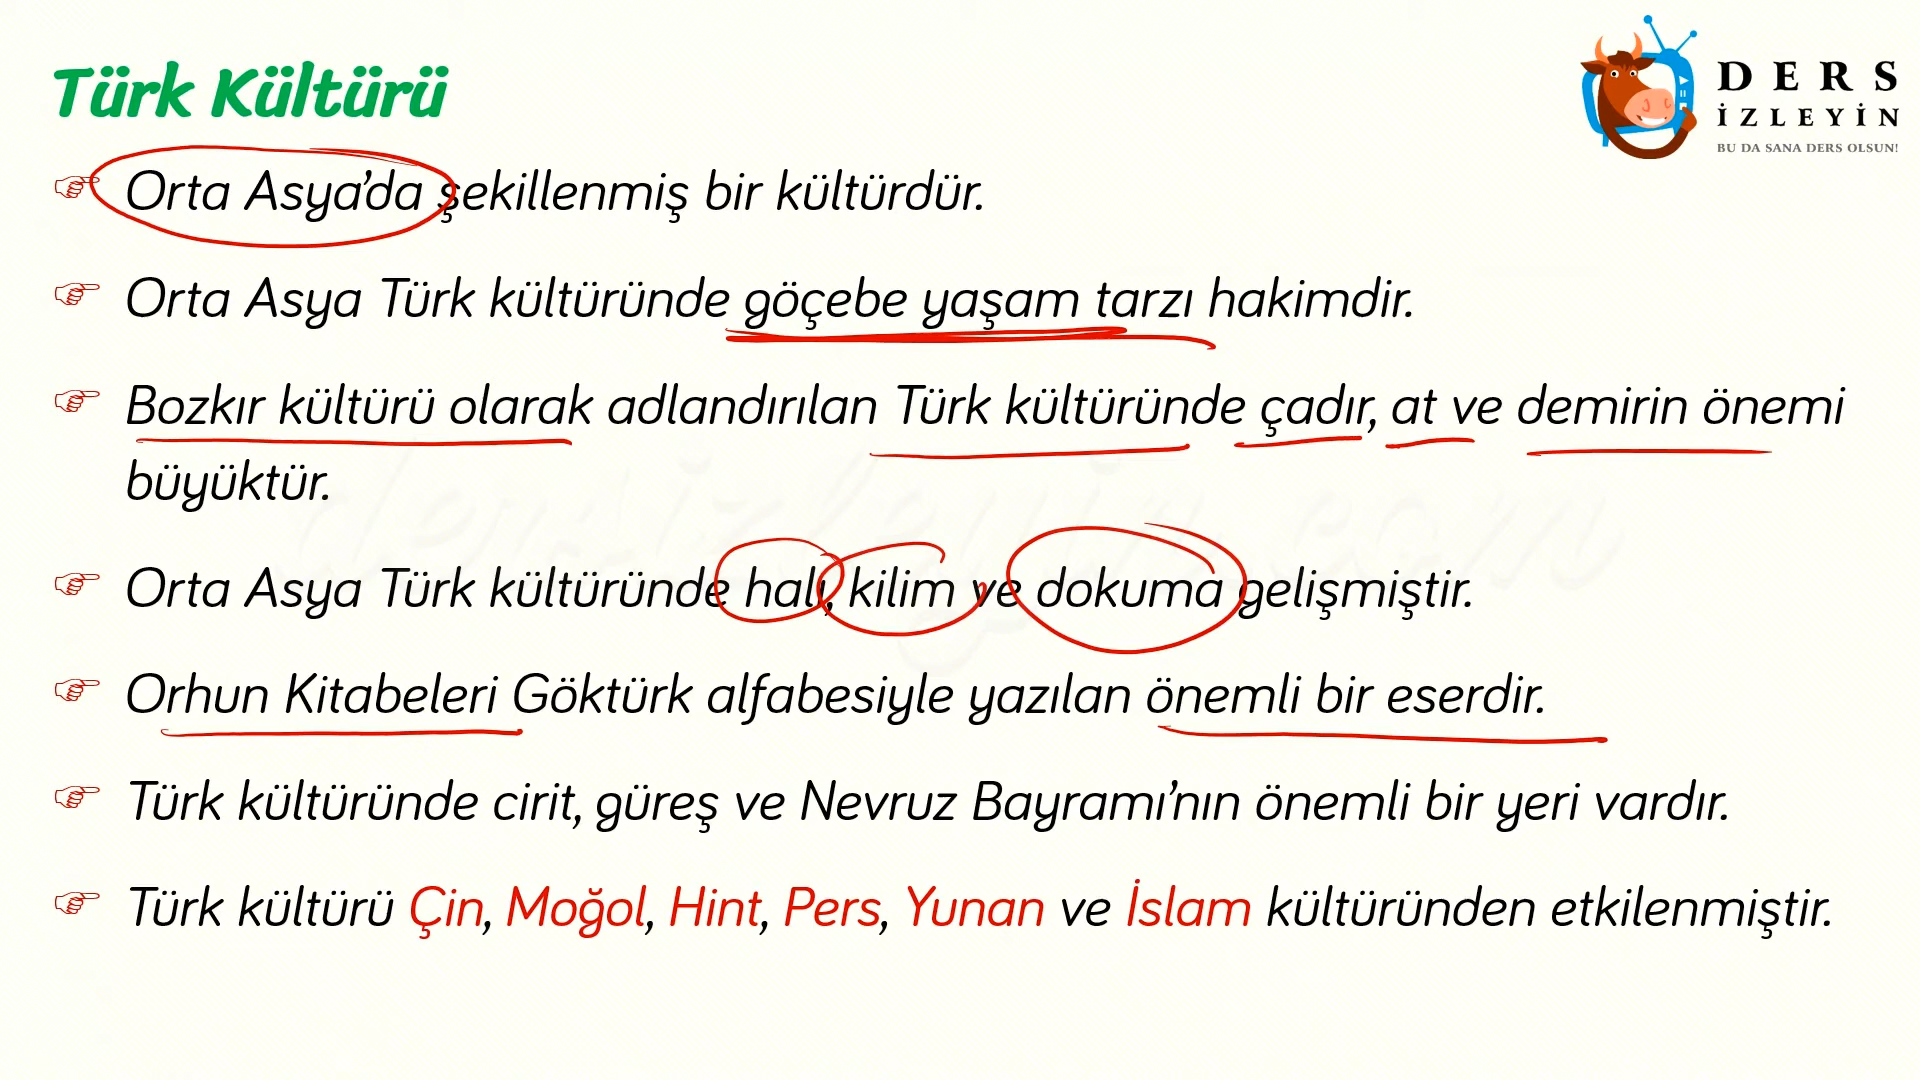 Türk Kültürü
DERS
İZLEYİN
BU DA SANA DERS OLSUN!
Orta Asya’da şekillenmiş bir kültürdür.
Orta Asya Türk kültüründe göçebe yaşam tarzı hakimdir.
Bozkır kültürü olarak adlandırılan Türk kültüründe çadır, at ve demirin önemi
büyüktür.
Orta Asya Türk kültüründe halı, kilim ve dokuma gelişmiştir.
Orhun Kitabeleri Göktürk alfabesiyle yazılan önemli bir eserdir.
Türk kültüründe cirit, güreş ve Nevruz Bayramı’nın önemli bir yeri vardır.
Türk kültürü Çin, Moğol, Hint, Pers, Yunan ve İslam kültüründen etkilenmiştir.
dersizleyin.com